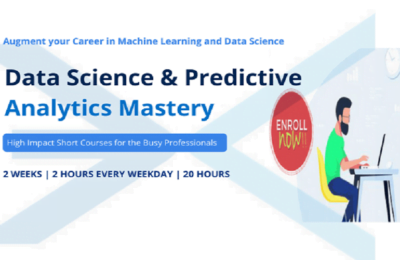 Augment your Career in Machine Learning and Data Science
Data Science & Predictive
Analytics Mastery
ENROLL
NOW!!
High Impact Short Courses for the Busy Professionals
2 WEEKS | 2 HOURS EVERY WEEKDAY | 20 HOURS